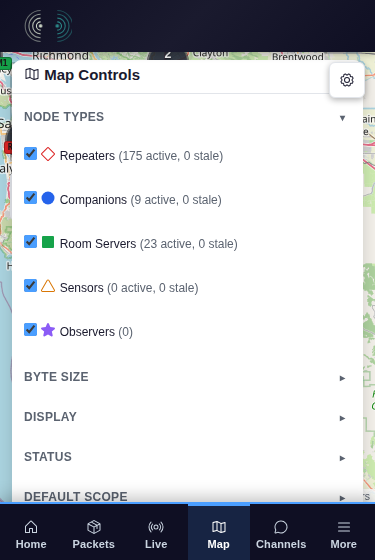 Richmond
2
Clayton
Brentwood
Map Controls
NODE TYPES ▾
Repeaters (175 active, 0 stale)
Companions (9 active, 0 stale)
Room Servers (23 active, 0 stale)
Sensors (0 active, 0 stale)
Observers (0)
BYTE SIZE ▸
DISPLAY ▸
STATUS ▸
DEFAULT SCOPE ▸
Home Packets Live Map Channels More